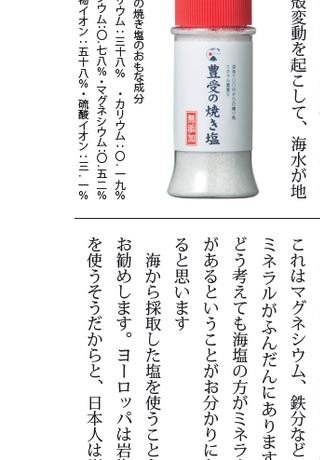 殻変動を起こして、海水が地
豊受の焼き塩
無添加
の焼き塩のおもな成分
リウム：三十八%　・カリウム：〇・一九%
ウム：〇・七八%・マグネシウム：〇・五二%
物イオン：五十八%・硫酸イオン：三・一%
これはマグネシウム、鉄分など
ミネラルがふんだんにあります
どう考えても海塩の方がミネラ
があるということがお分かりに
ると思います
海から採取した塩を使うこと
お勧めします。ヨーロッパは岩
を使うそうだからと、日本人は